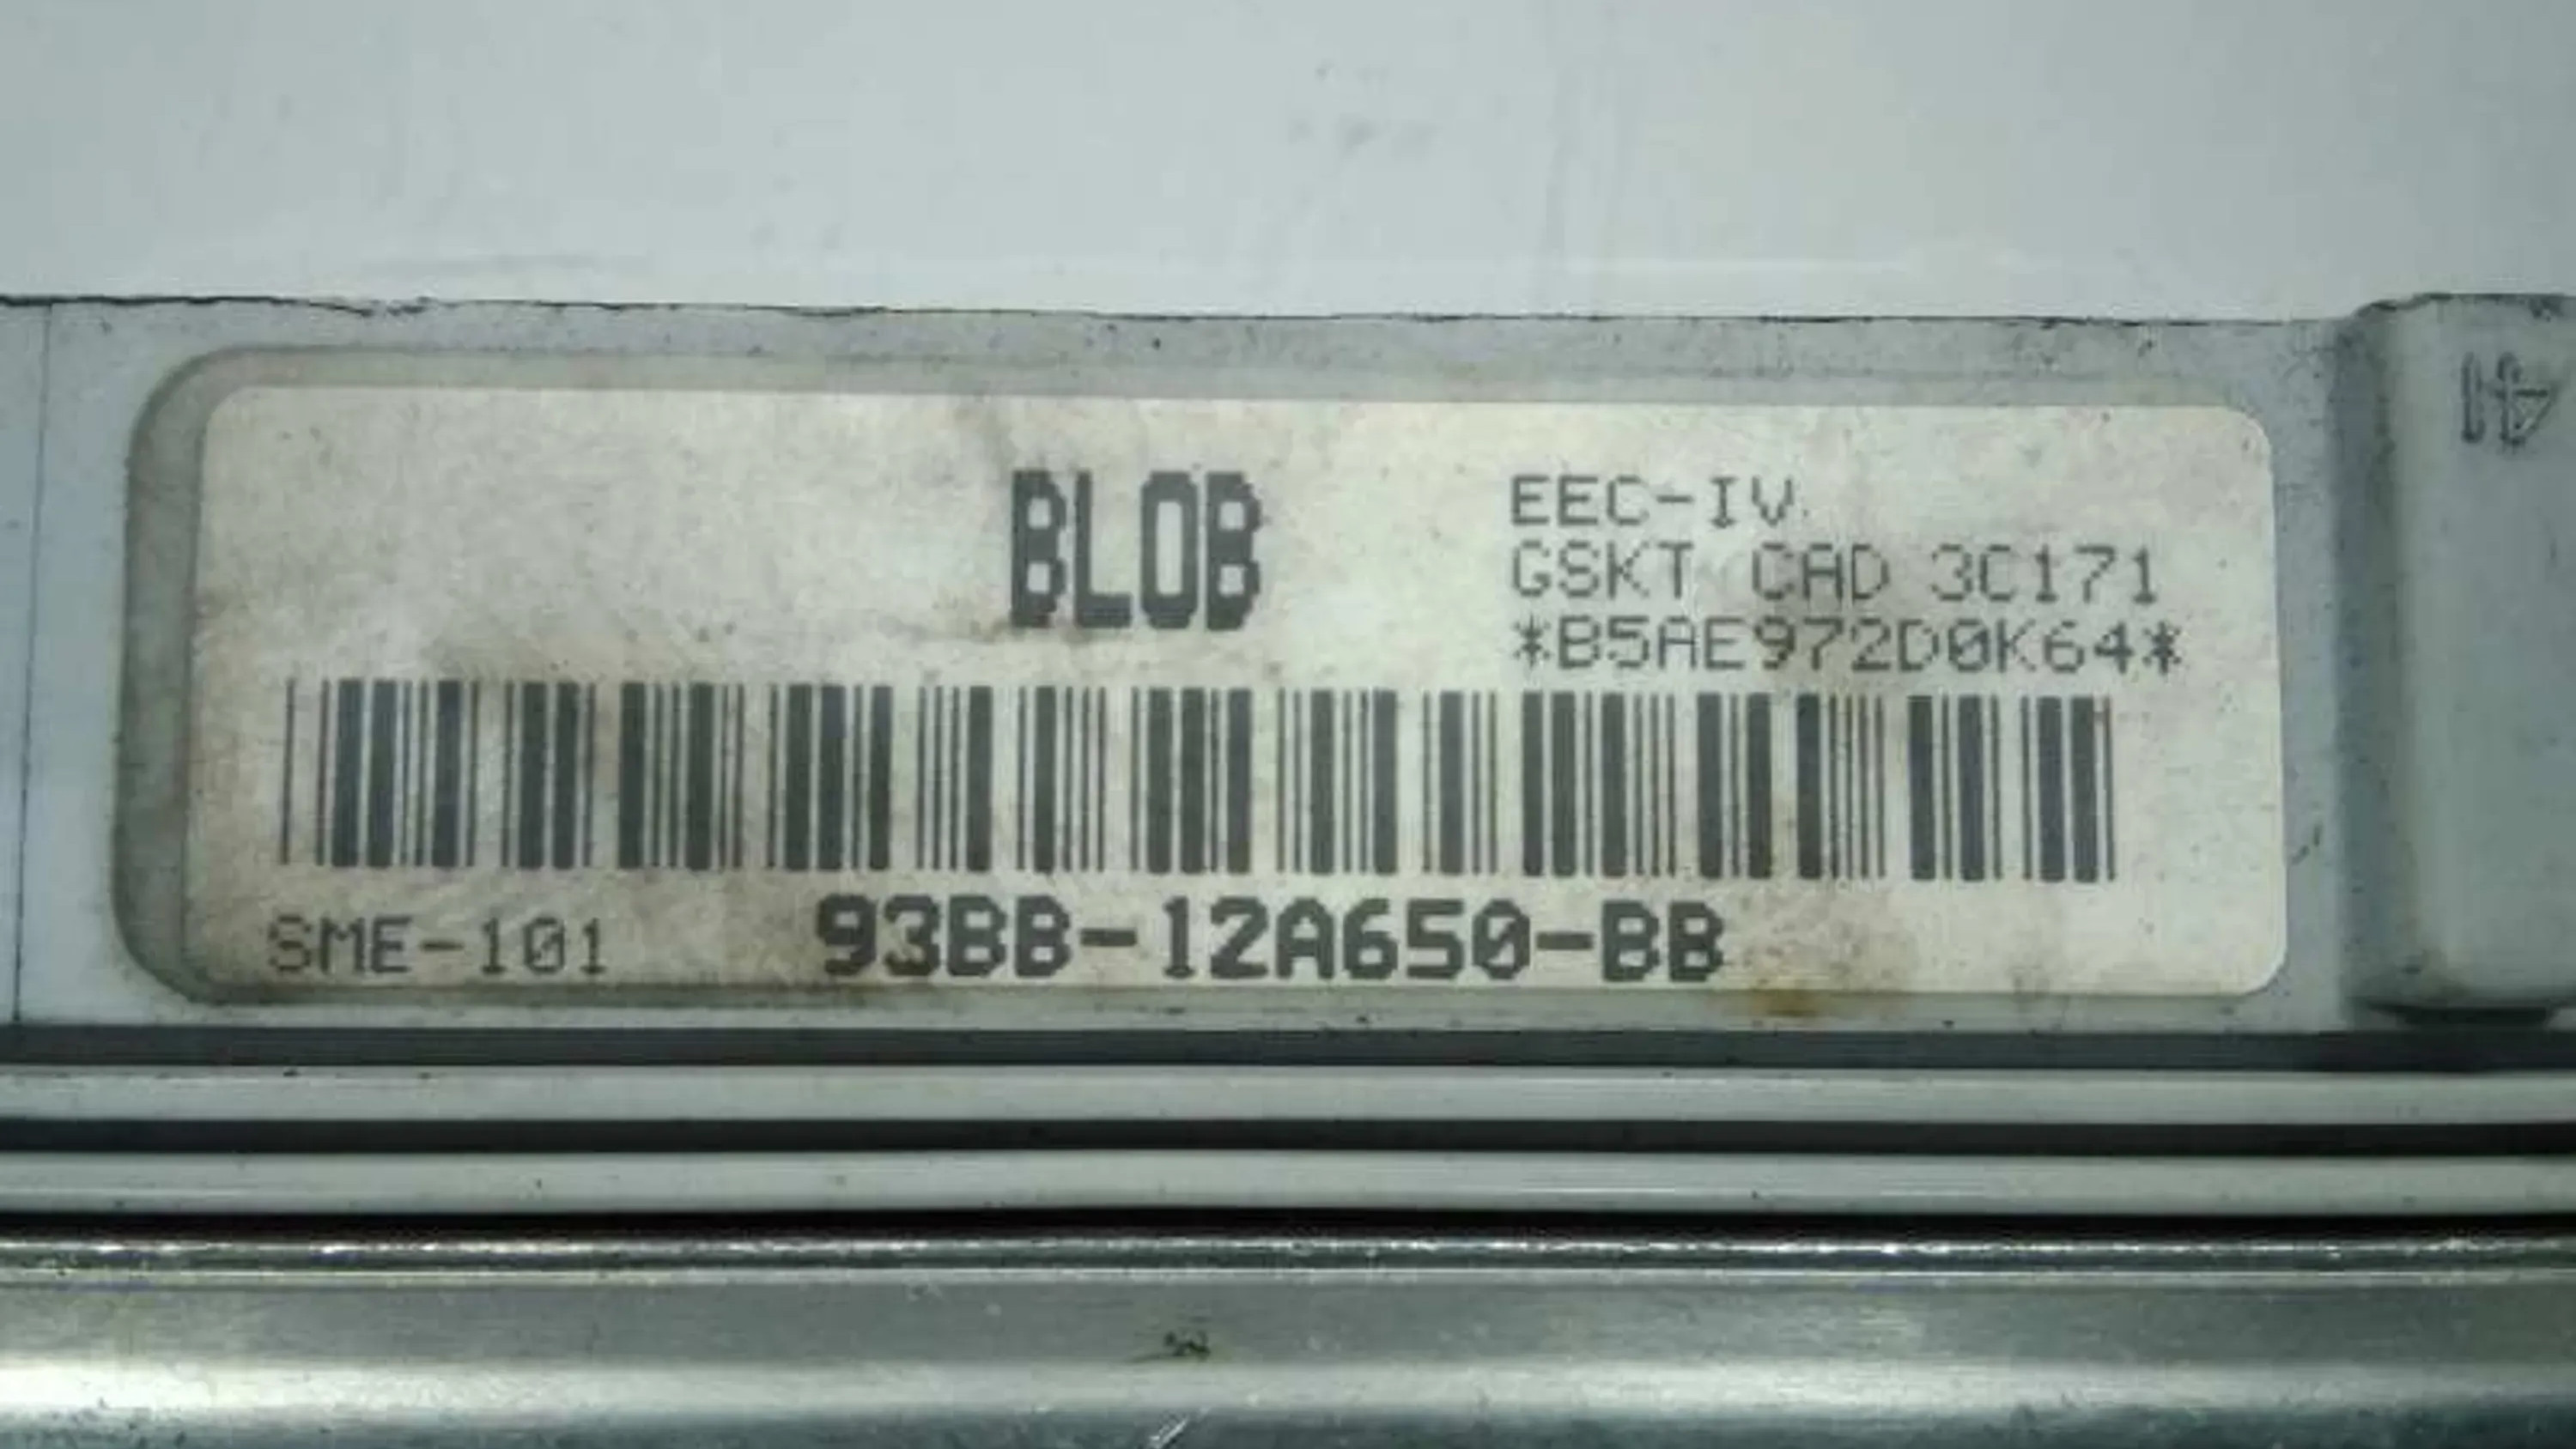 BLOB
EEC-IV
GSKT CAD 3C171
*B5AE972D0K64*
SME-101
93BB-12A650-BB